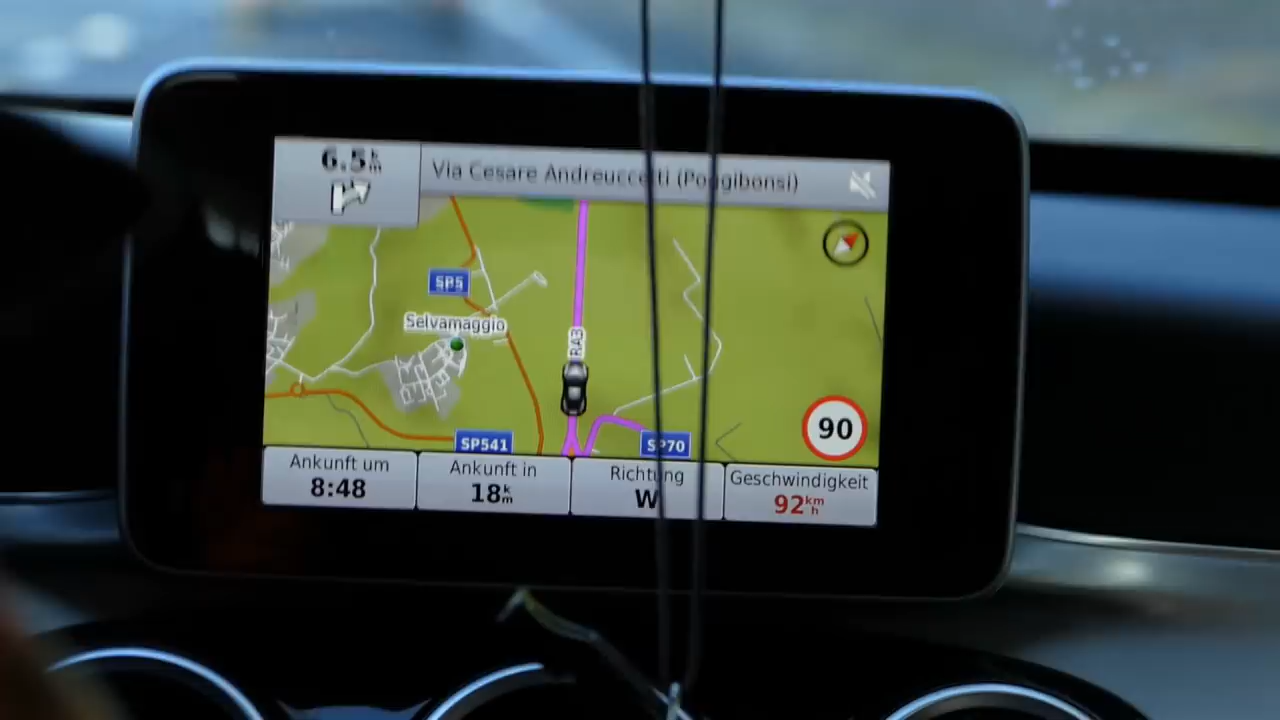 6.5 km
Via Cesare Andreuccetti (Poggibonsi)
SP5
Selvamaggio
RA3
90
SP541
SP70
Ankunft um
8:48
Ankunft in
18 km
Richtung
W
Geschwindigkeit
92 km/h